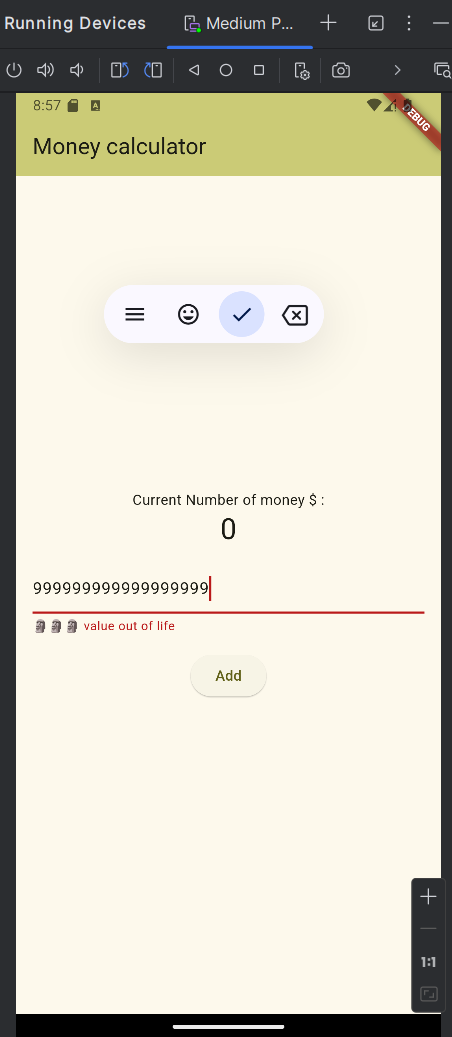 Running Devices
Medium P...
8:57
DEBUG
Money calculator
Current Number of money $ :
0
999999999999999999
🗿 🗿 🗿 value out of life
Add
1:1